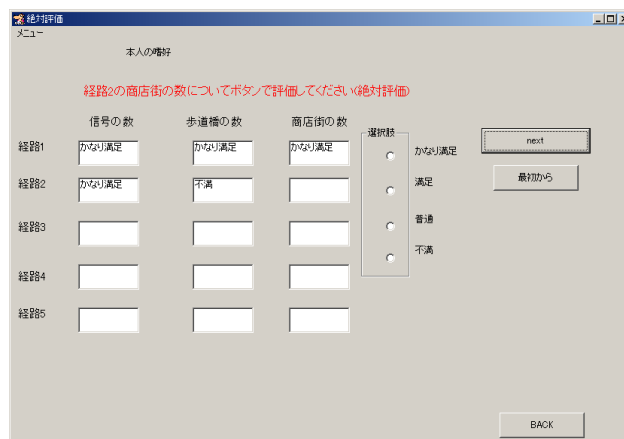 絶対評価
メニュー
本人の嗜好
経路2の商店街の数についてボタンで評価してください(絶対評価)
信号の数 歩道橋の数 商店街の数
選択肢
経路1 かなり満足 かなり満足 かなり満足 かなり満足 next
経路2 かなり満足 不満 満足 最初から
経路3 普通
不満
経路4
経路5
BACK